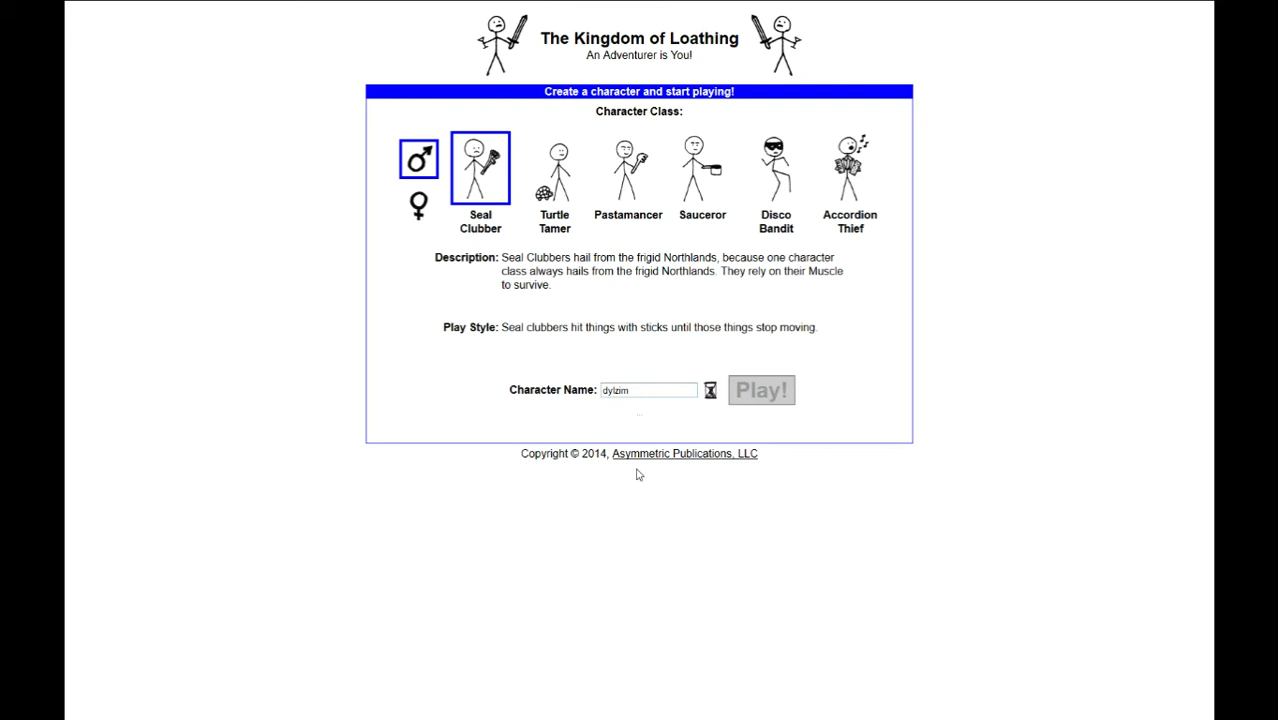 The Kingdom of Loathing
An Adventurer is You!
Create a character and start playing!
Character Class:
Seal Clubber
Turtle Tamer
Pastamancer
Sauceror
Disco Bandit
Accordion Thief
Description: Seal Clubbers hail from the frigid Northlands, because one character
class always hails from the frigid Northlands. They rely on their Muscle
to survive.
Play Style: Seal clubbers hit things with sticks until those things stop moving.
Character Name: dylzim Play!
...
Copyright © 2014, Asymmetric Publications, LLC